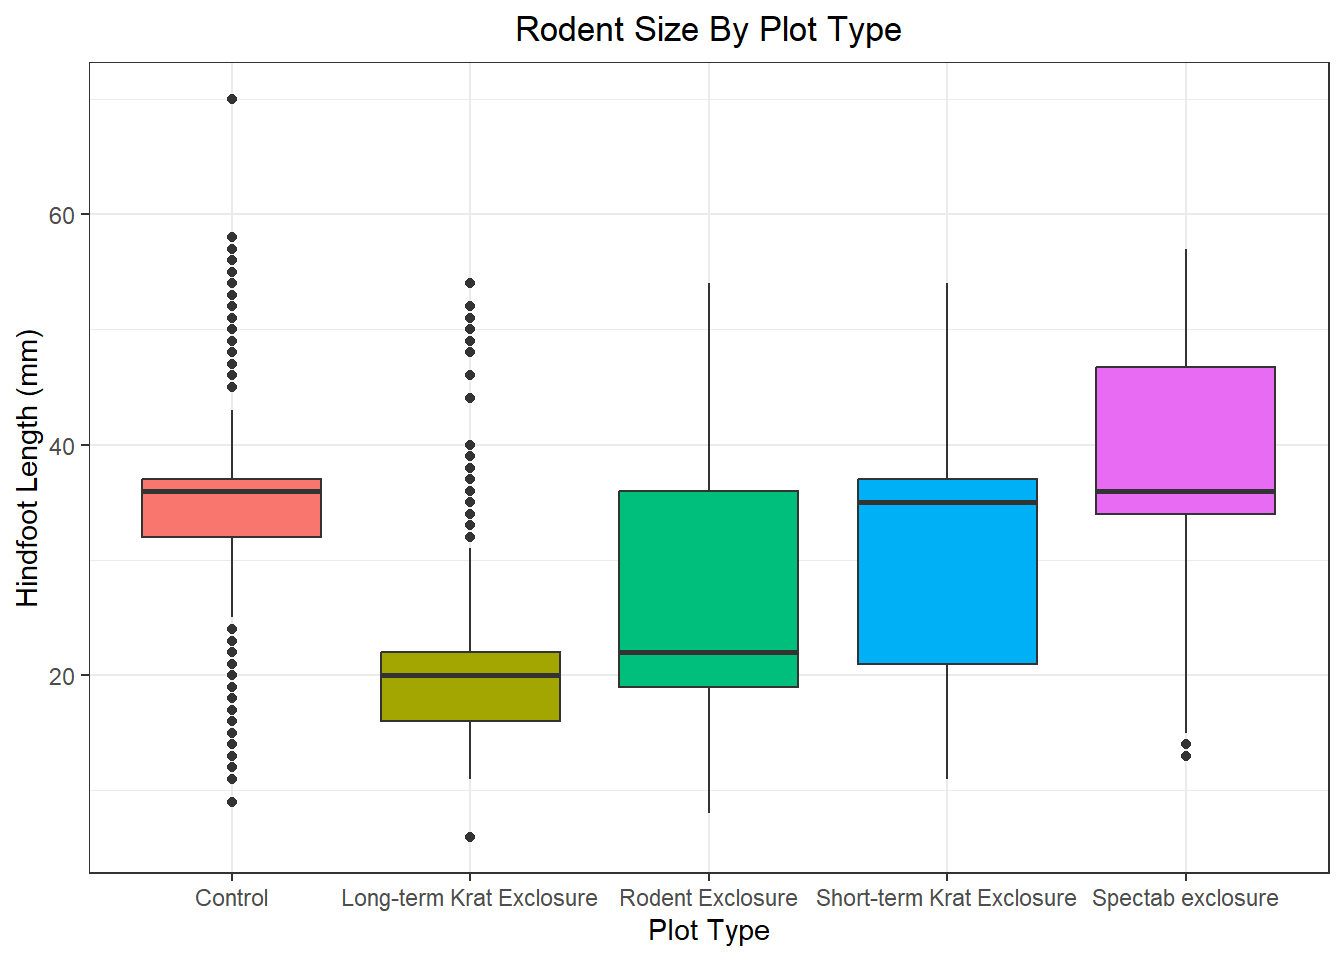 Rodent Size By Plot Type
Hindfoot Length (mm)
60
40
20
Control
Long-term Krat Exclosure
Rodent Exclosure
Short-term Krat Exclosure
Spectab exclosure
Plot Type